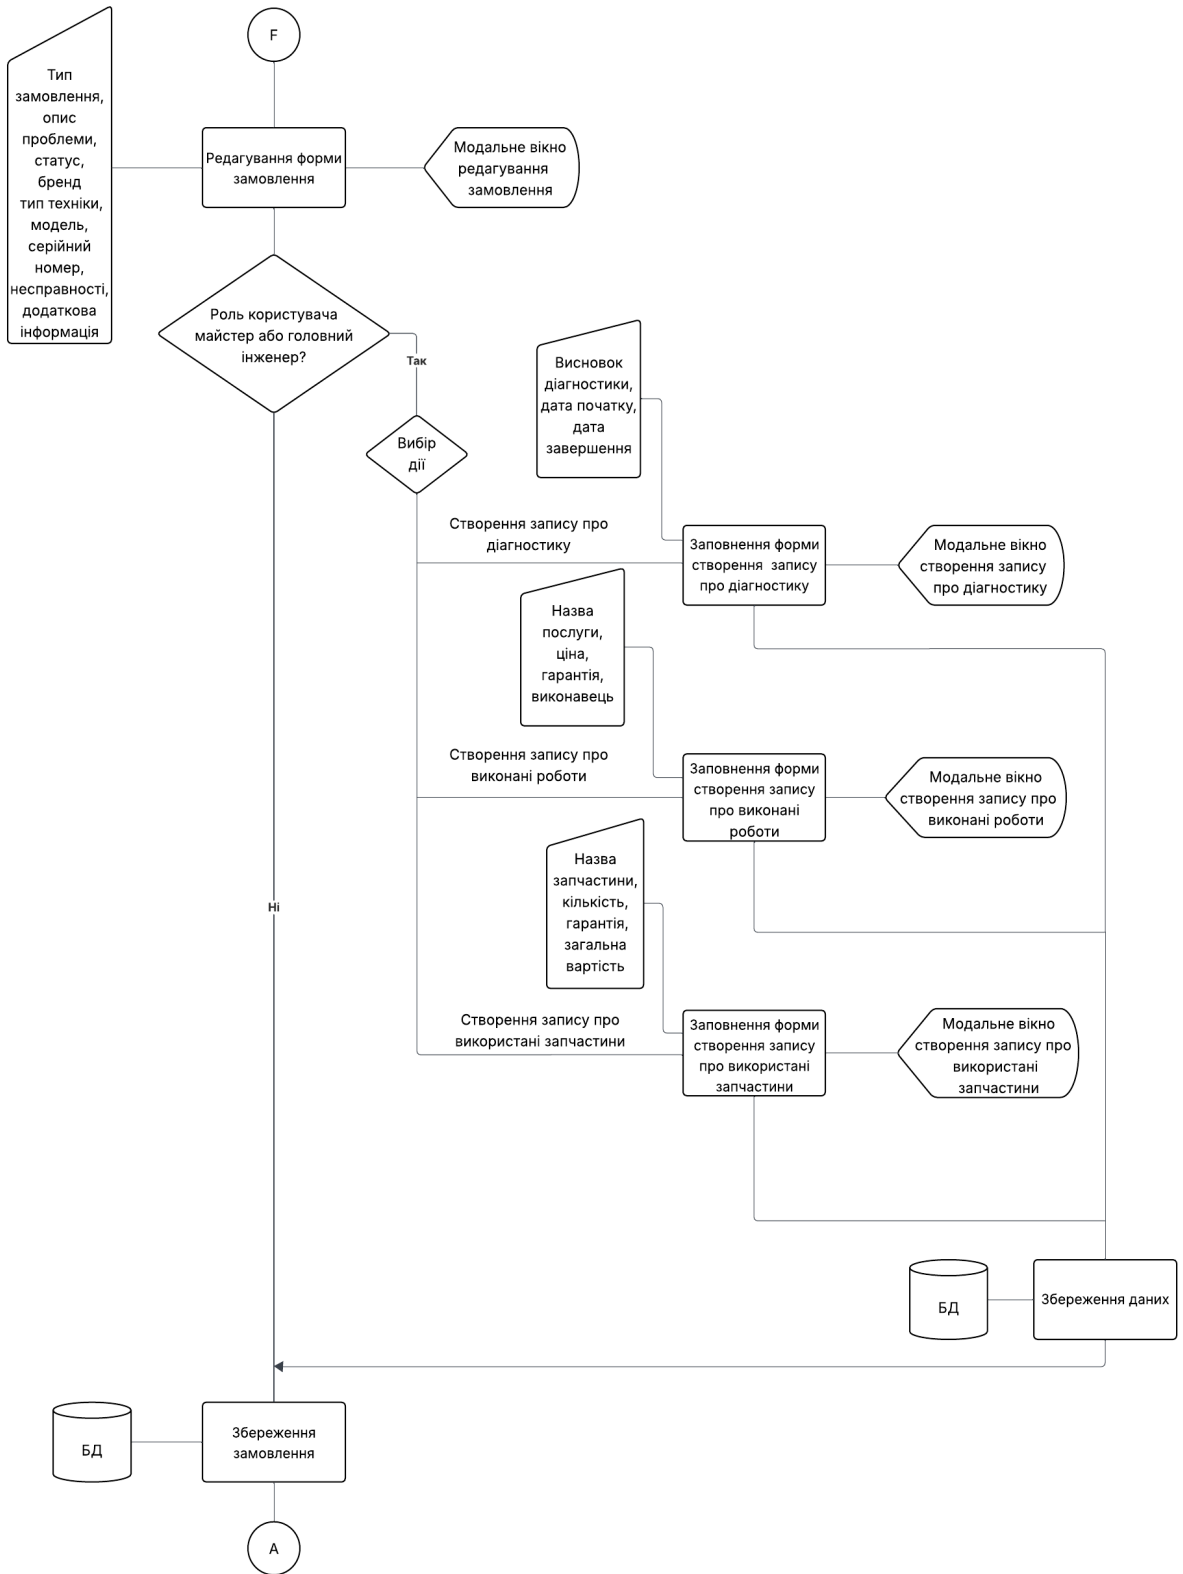 F
Тип
замовлення,
опис
проблеми,
статус,
бренд
тип техніки,
модель,
серійний
номер,
несправності,
додаткова
інформація
Редагування форми
замовлення
Модальне вікно
редагування
замовлення
Роль користувача
майстер або головний
інженер?
Так
Вибір
дії
Висновок
діагностики,
дата початку,
дата
завершення
Створення запису про
діагностику
Заповнення форми
створення запису
про діагностику
Модальне вікно
створення запису
про діагностику
Назва
послуги,
ціна,
гарантія,
виконавець
Створення запису про
виконані роботи
Заповнення форми
створення запису
про виконані
роботи
Модальне вікно
створення запису про
виконані роботи
Назва
запчастини,
кількість,
гарантія,
загальна
вартість
Ні
Створення запису про
використані запчастини
Заповнення форми
створення запису
про використані
запчастини
Модальне вікно
створення запису про
використані
запчастини
БД
Збереження даних
БД
Збереження
замовлення
А